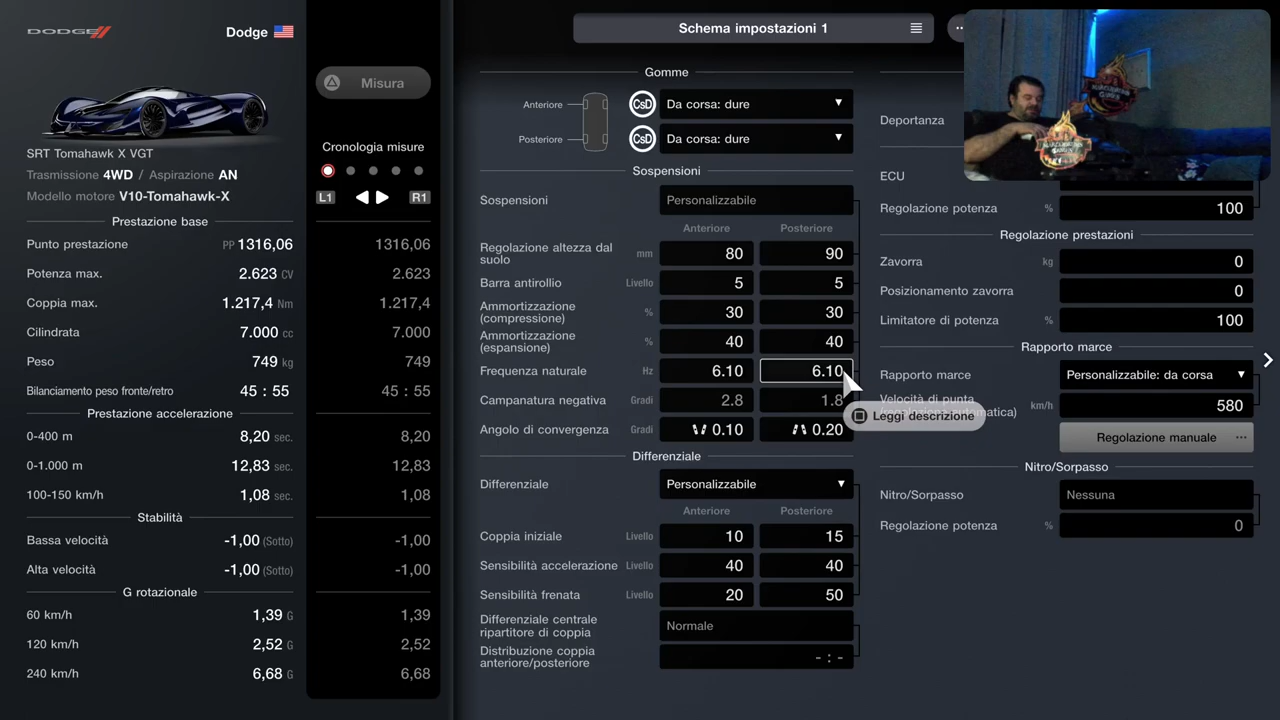 DODGE
Dodge
SRT Tomahawk X VGT
Trasmissione 4WD / Aspirazione AN
Modello motore V10-Tomahawk-X
Prestazione base
Punto prestazione PP 1316,06
Potenza max. 2.623 CV
Coppia max. 1.217,4 Nm
Cilindrata 7.000 cc
Peso 749 kg
Bilanciamento peso fronte/retro 45 : 55
Prestazione accelerazione
0-400 m 8,20 sec.
0-1.000 m 12,83 sec.
100-150 km/h 1,08 sec.
Stabilità
Bassa velocità -1,00 (Sotto)
Alta velocità -1,00 (Sotto)
G rotazionale
60 km/h 1,39 G
120 km/h 2,52 G
240 km/h 6,68 G
Misura
Cronologia misure
L1 R1
1316,06
2.623
1.217,4
7.000
749
45 : 55
8,20
12,83
1,08
-1,00
-1,00
1,39
2,52
6,68
Schema impostazioni 1
Gomme
Anteriore CsD Da corsa: dure
Posteriore CsD Da corsa: dure
Sospensioni
Sospensioni Personalizzabile
Anteriore Posteriore
Regolazione altezza dal
suolo mm 80 90
Barra antirollio Livello 5 5
Ammortizzazione
(compressione) % 30 30
Ammortizzazione
(espansione) % 40 40
Frequenza naturale Hz 6.10 6.10
Campanatura negativa Gradi 2.8 1.8
Angolo di convergenza Gradi 0.10 0.20
Differenziale
Differenziale Personalizzabile
Anteriore Posteriore
Coppia iniziale Livello 10 15
Sensibilità accelerazione Livello 40 40
Sensibilità frenata Livello 20 50
Differenziale centrale
ripartitore di coppia Normale
Distribuzione coppia
anteriore/posteriore - : -
Deportanza
ECU
Regolazione potenza % 100
Regolazione prestazioni
Zavorra kg 0
Posizionamento zavorra 0
Limitatore di potenza % 100
Rapporto marce
Rapporto marce Personalizzabile: da corsa
Velocità di punta
(regolazione automatica) km/h 580
Leggi descrizione
Regolazione manuale
Nitro/Sorpasso
Nitro/Sorpasso Nessuna
Regolazione potenza % 0